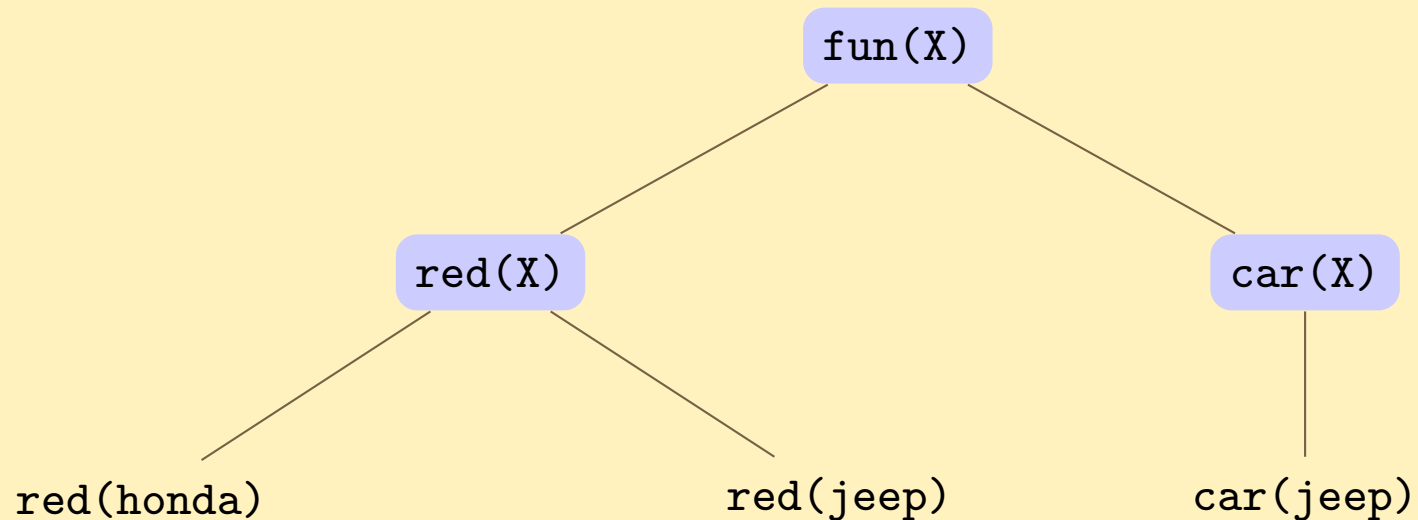 fun(X)
red(X)
car(X)
red(honda)
red(jeep)
car(jeep)